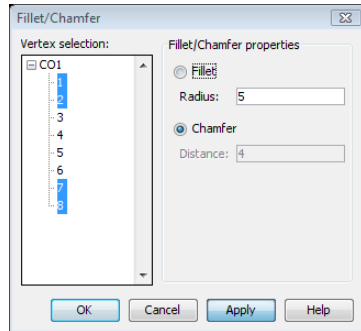 Fillet/Chamfer
Vertex selection:
CO1
1
2
3
4
5
6
7
8
Fillet/Chamfer properties
Fillet
Radius: 5
Chamfer
Distance: 4
OK Cancel Apply Help